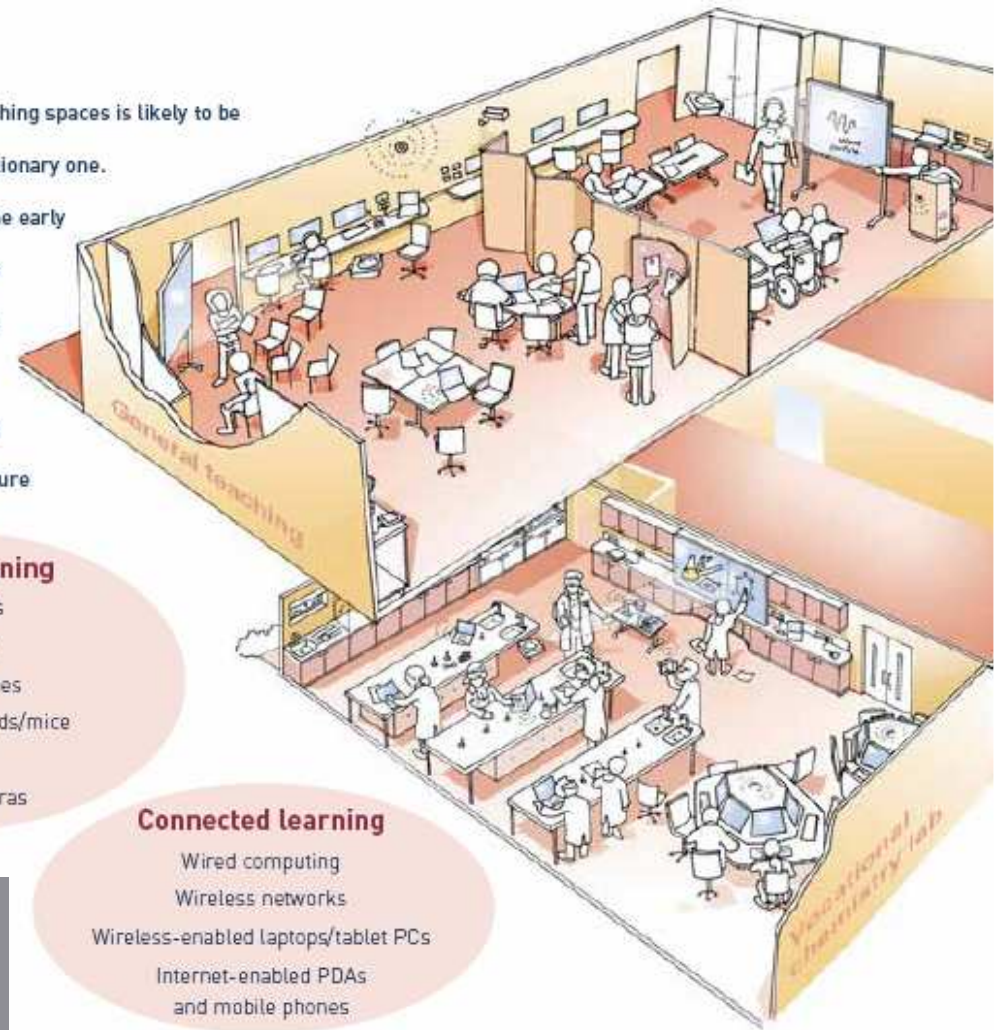 hing spaces is likely to be
ionary one.
e early
ure
ning
s
es
ds/mice
ras
Connected learning
Wired computing
Wireless networks
Wireless-enabled laptops/tablet PCs
Internet-enabled PDAs
and mobile phones
General teaching
Vocational
chemistry lab